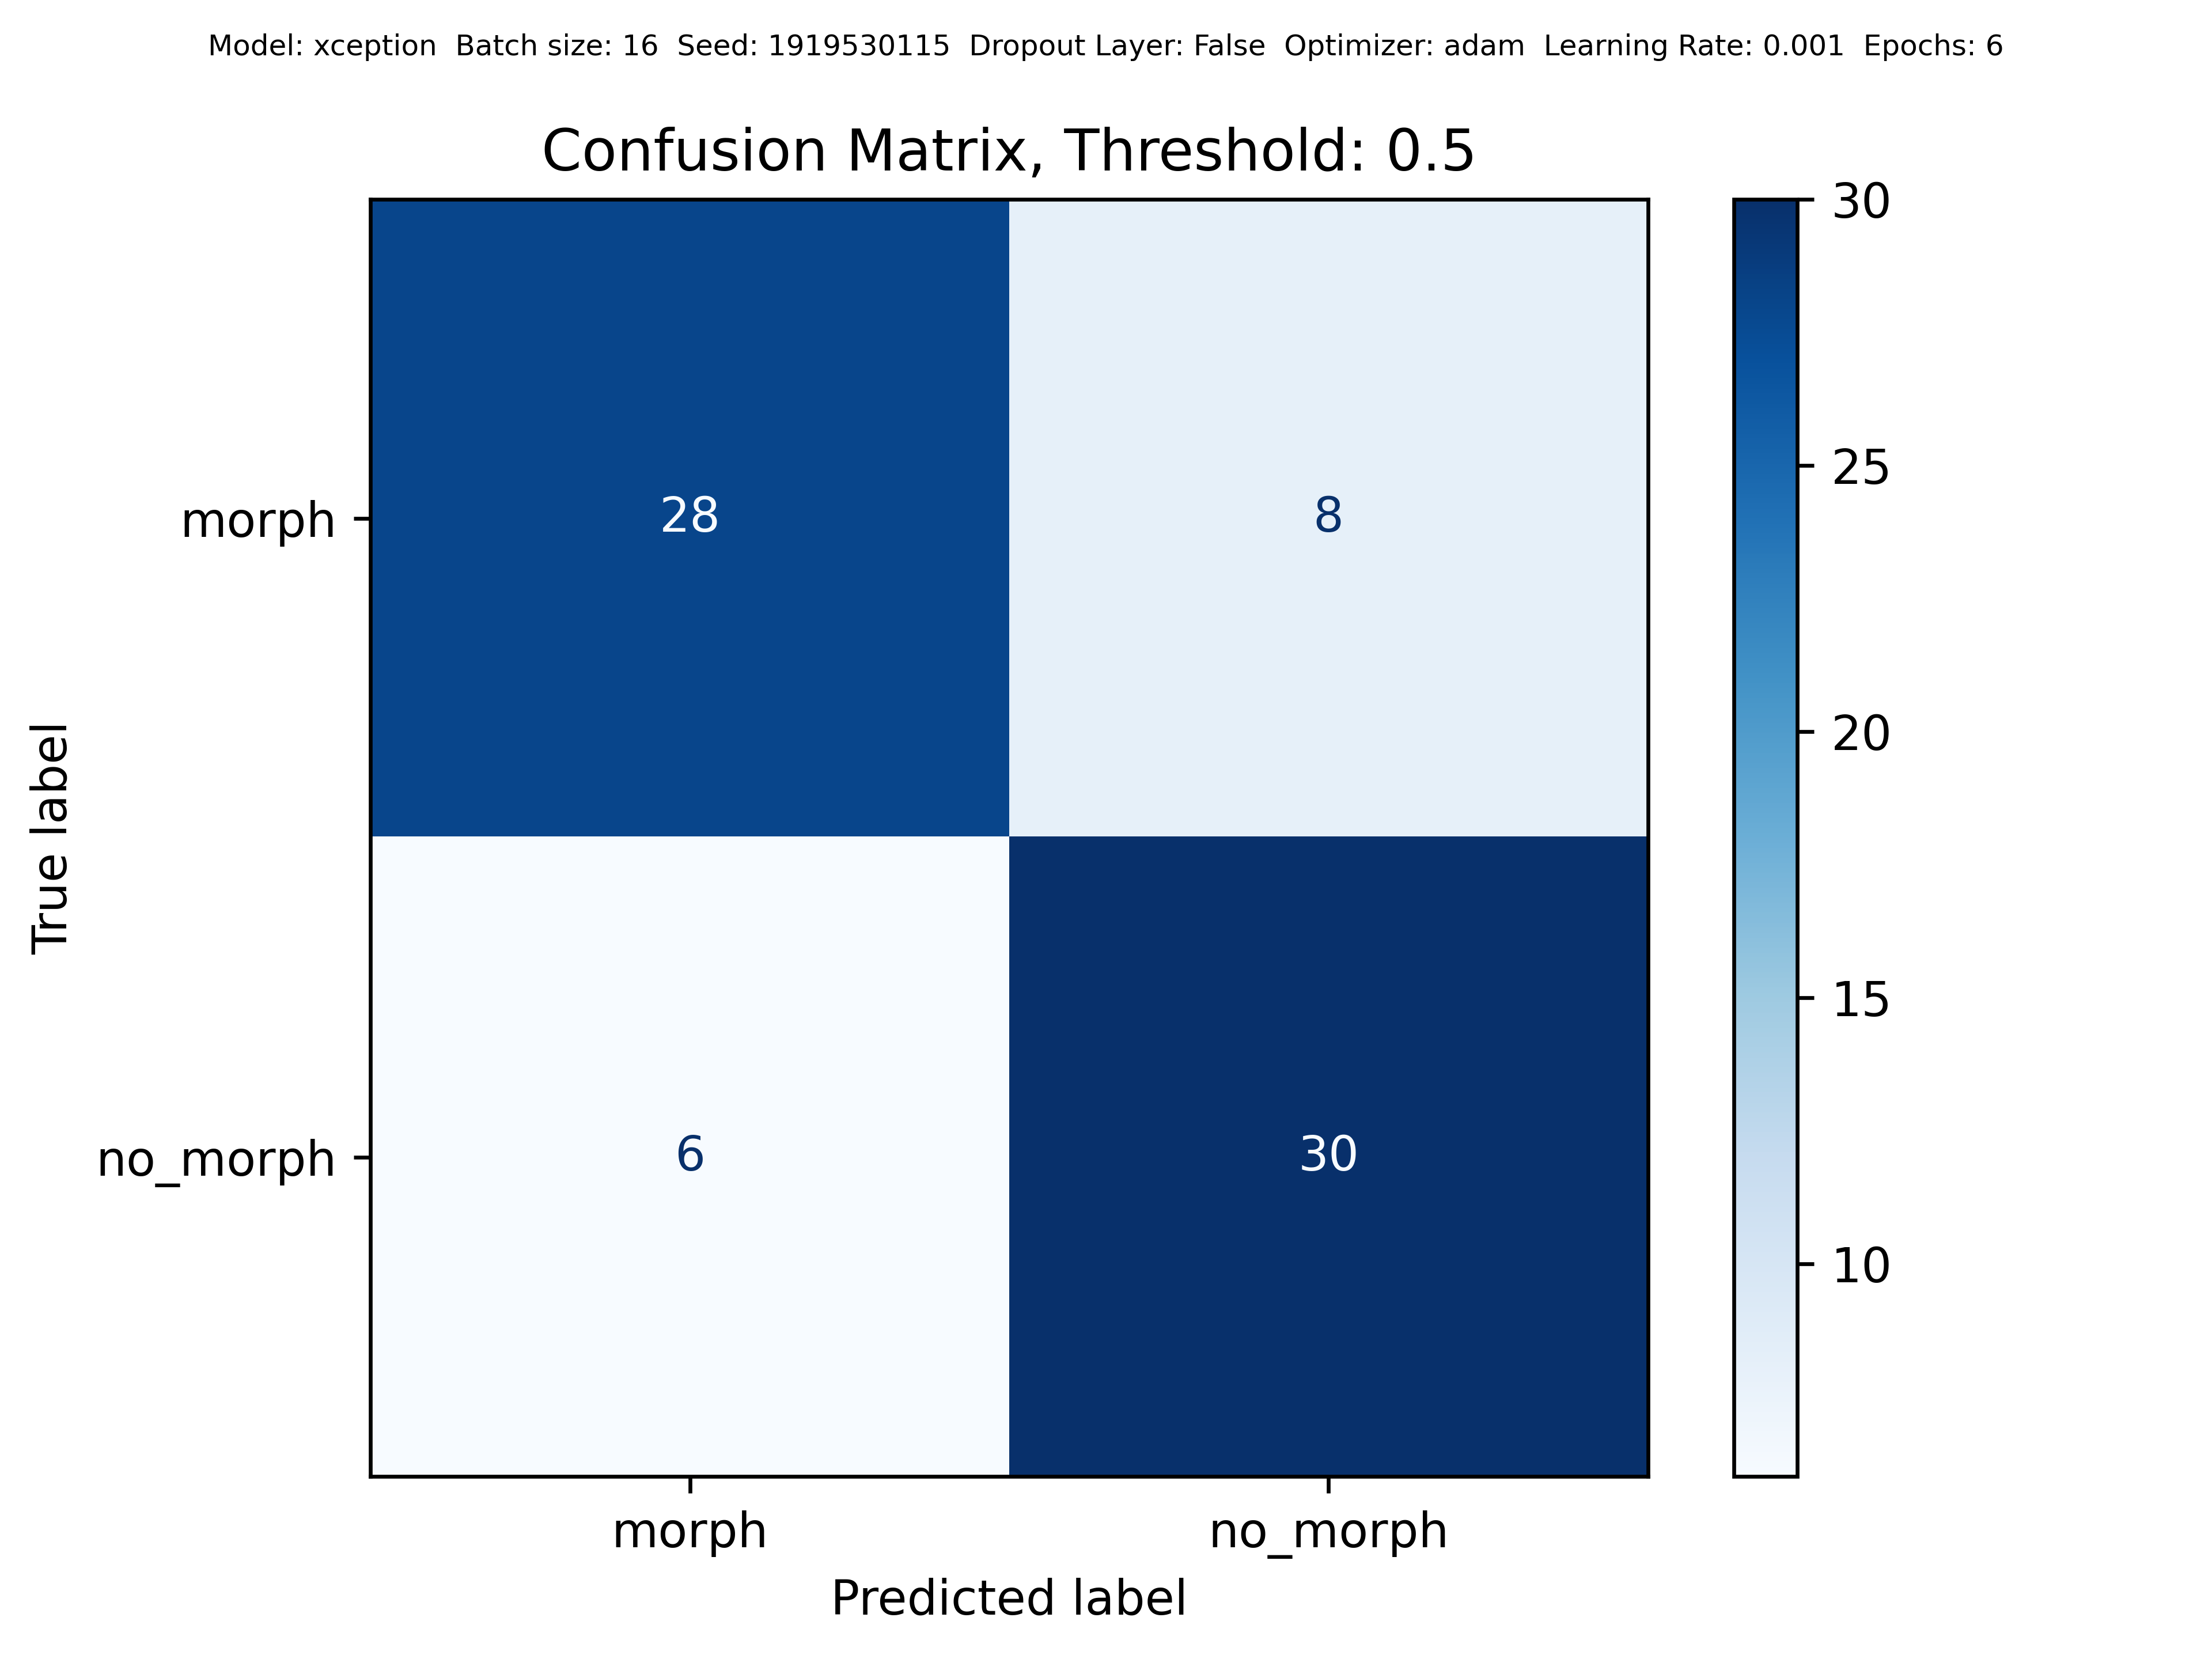 Model: xception  Batch size: 16  Seed: 1919530115  Dropout Layer: False  Optimizer: adam  Learning Rate: 0.001  Epochs: 6
Confusion Matrix, Threshold: 0.5
30
25
20
15
10
True label
morph
no_morph
28
8
6
30
morph
no_morph
Predicted label